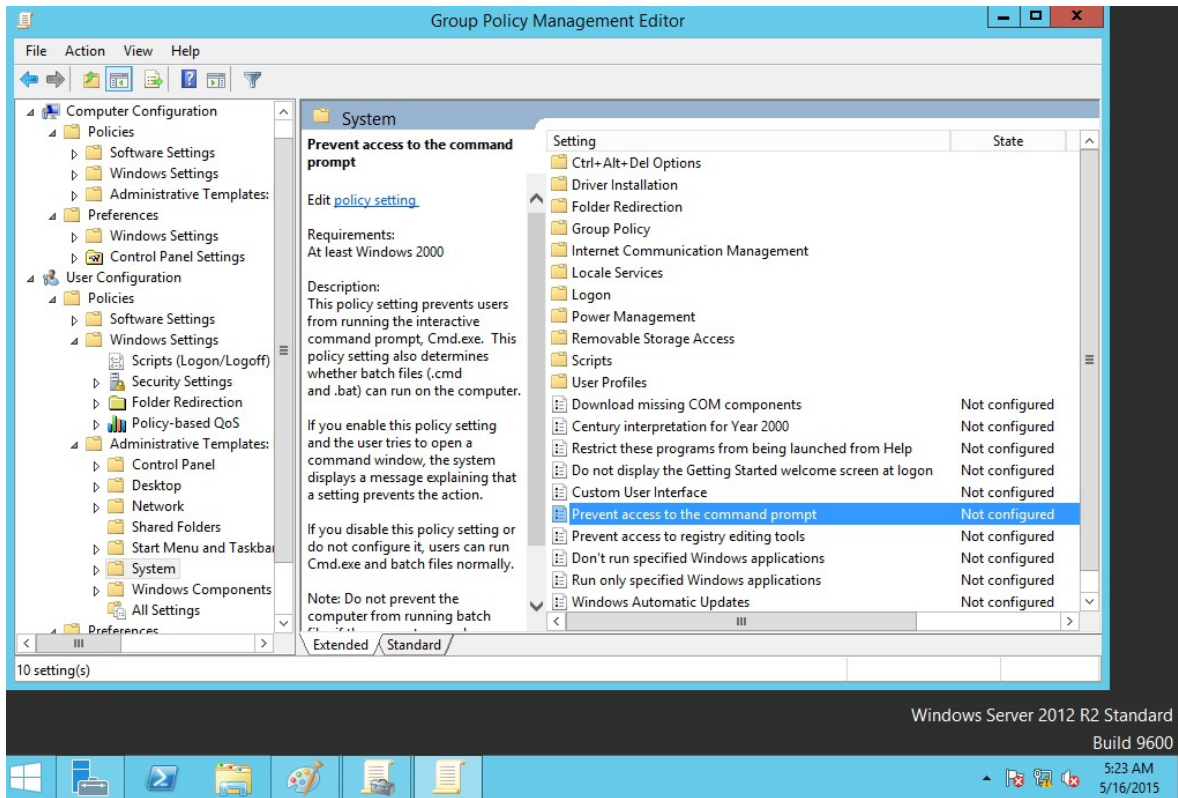 Group Policy Management Editor
File Action View Help
Computer Configuration
Policies
Software Settings
Windows Settings
Administrative Templates:
Preferences
Windows Settings
Control Panel Settings
User Configuration
Policies
Software Settings
Windows Settings
Scripts (Logon/Logoff)
Security Settings
Folder Redirection
Policy-based QoS
Administrative Templates:
Control Panel
Desktop
Network
Shared Folders
Start Menu and Taskbar
System
Windows Components
All Settings
Preferences
System
Prevent access to the command
prompt
Edit policy setting
Requirements:
At least Windows 2000
Description:
This policy setting prevents users
from running the interactive
command prompt, Cmd.exe. This
policy setting also determines
whether batch files (.cmd
and .bat) can run on the computer.
If you enable this policy setting
and the user tries to open a
command window, the system
displays a message explaining that
a setting prevents the action.
If you disable this policy setting or
do not configure it, users can run
Cmd.exe and batch files normally.
Note: Do not prevent the
computer from running batch
Setting State
Ctrl+Alt+Del Options
Driver Installation
Folder Redirection
Group Policy
Internet Communication Management
Locale Services
Logon
Power Management
Removable Storage Access
Scripts
User Profiles
Download missing COM components Not configured
Century interpretation for Year 2000 Not configured
Restrict these programs from being launched from Help Not configured
Do not display the Getting Started welcome screen at logon Not configured
Custom User Interface Not configured
Prevent access to the command prompt Not configured
Prevent access to registry editing tools Not configured
Don't run specified Windows applications Not configured
Run only specified Windows applications Not configured
Windows Automatic Updates Not configured
Extended Standard
10 setting(s)
Windows Server 2012 R2 Standard
Build 9600
5:23 AM
5/16/2015